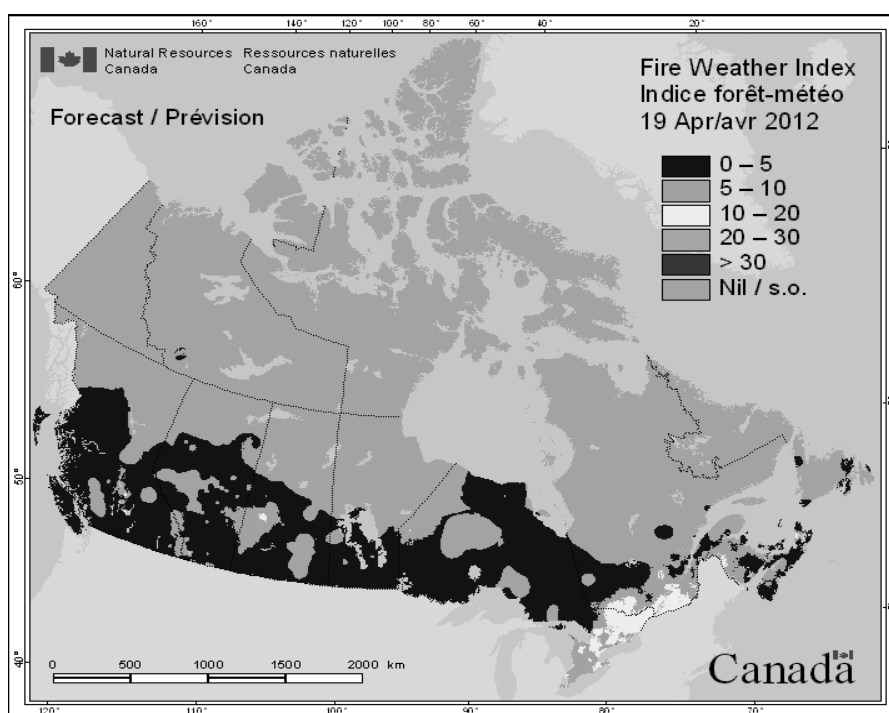 160° 140° 120° 100° 80° 60° 40° 20°
Natural Resources Ressources naturelles
Canada Canada
Forecast / Prévision
Fire Weather Index
Indice forêt-météo
19 Apr/avr 2012
0 – 5
5 – 10
10 – 20
20 – 30
> 30
Nil / s.o.
60°
50°
40°
0 500 1000 1500 2000 km
Canada
120° 110° 100° 90° 80° 70°